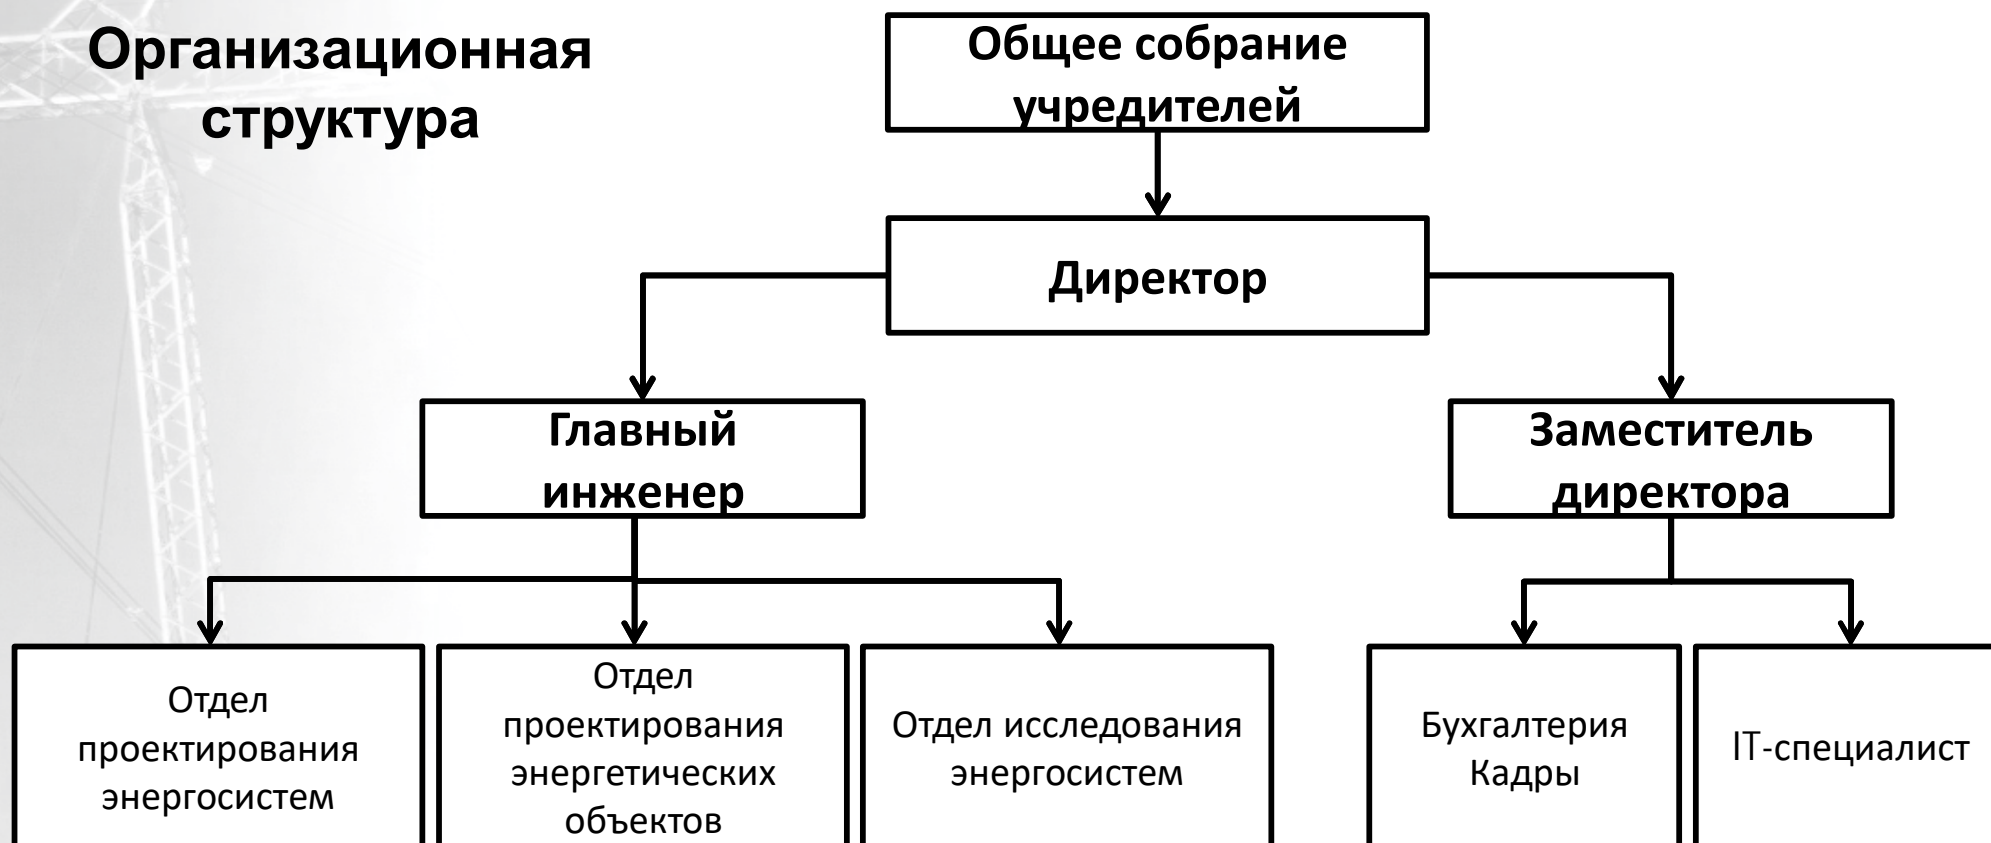 Организационная
структура
Общее собрание
учредителей
Директор
Главный
инженер
Заместитель
директора
Отдел
проектирования
энергосистем
Отдел
проектирования
энергетических
объектов
Отдел исследования
энергосистем
Бухгалтерия
Кадры
IT-специалист